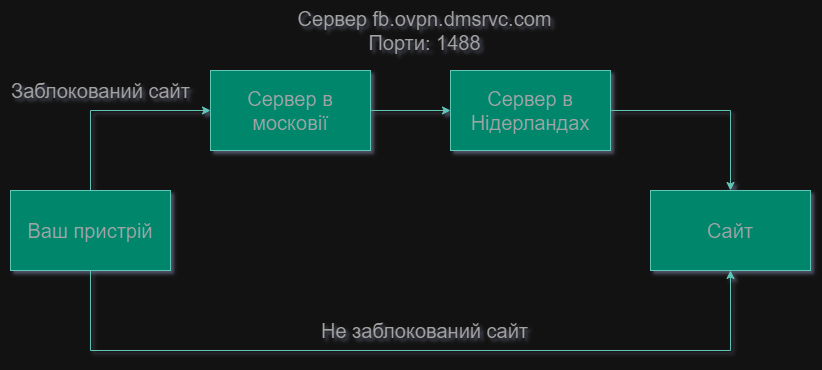 Сервер fb.ovpn.dmsrvc.com
Порти: 1488
Заблокований сайт
Сервер в
московії
Сервер в
Нідерландах
Ваш пристрій
Сайт
Не заблокований сайт